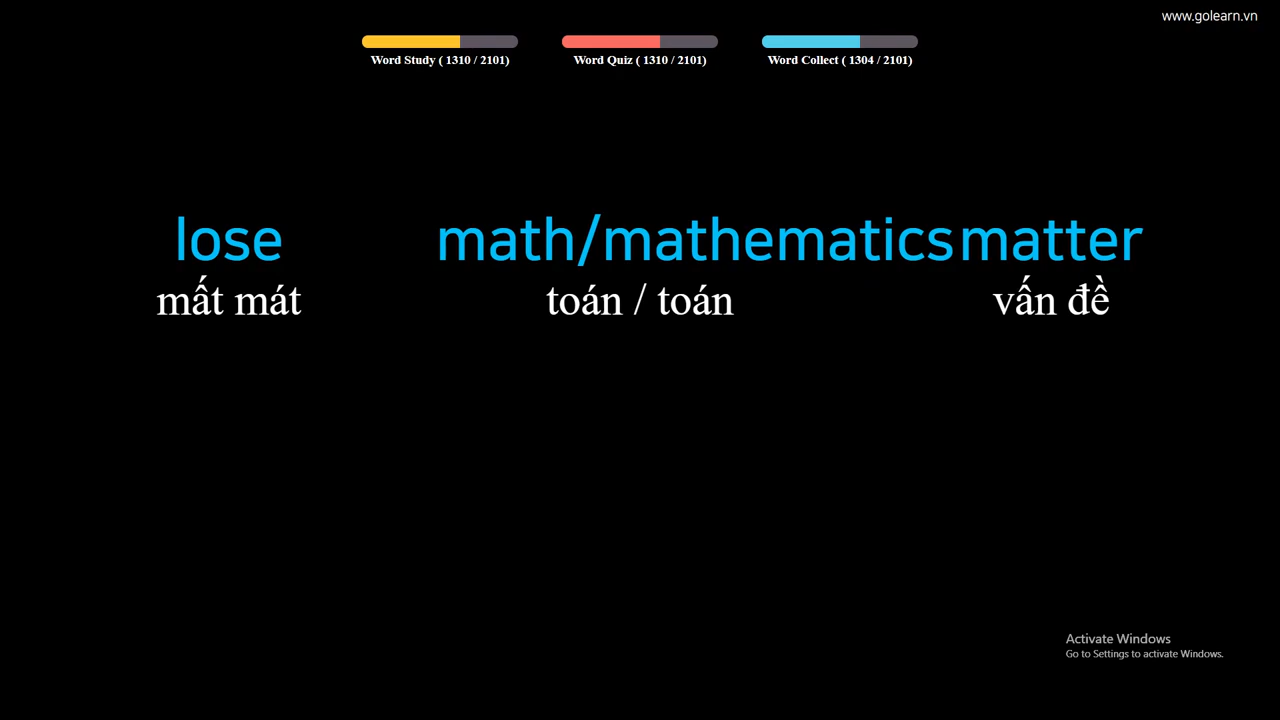 www.golearn.vn
Word Study ( 1310 / 2101) Word Quiz ( 1310 / 2101) Word Collect ( 1304 / 2101)
lose math/mathematics matter
mất mát toán / toán vấn đề
Activate Windows
Go to Settings to activate Windows.